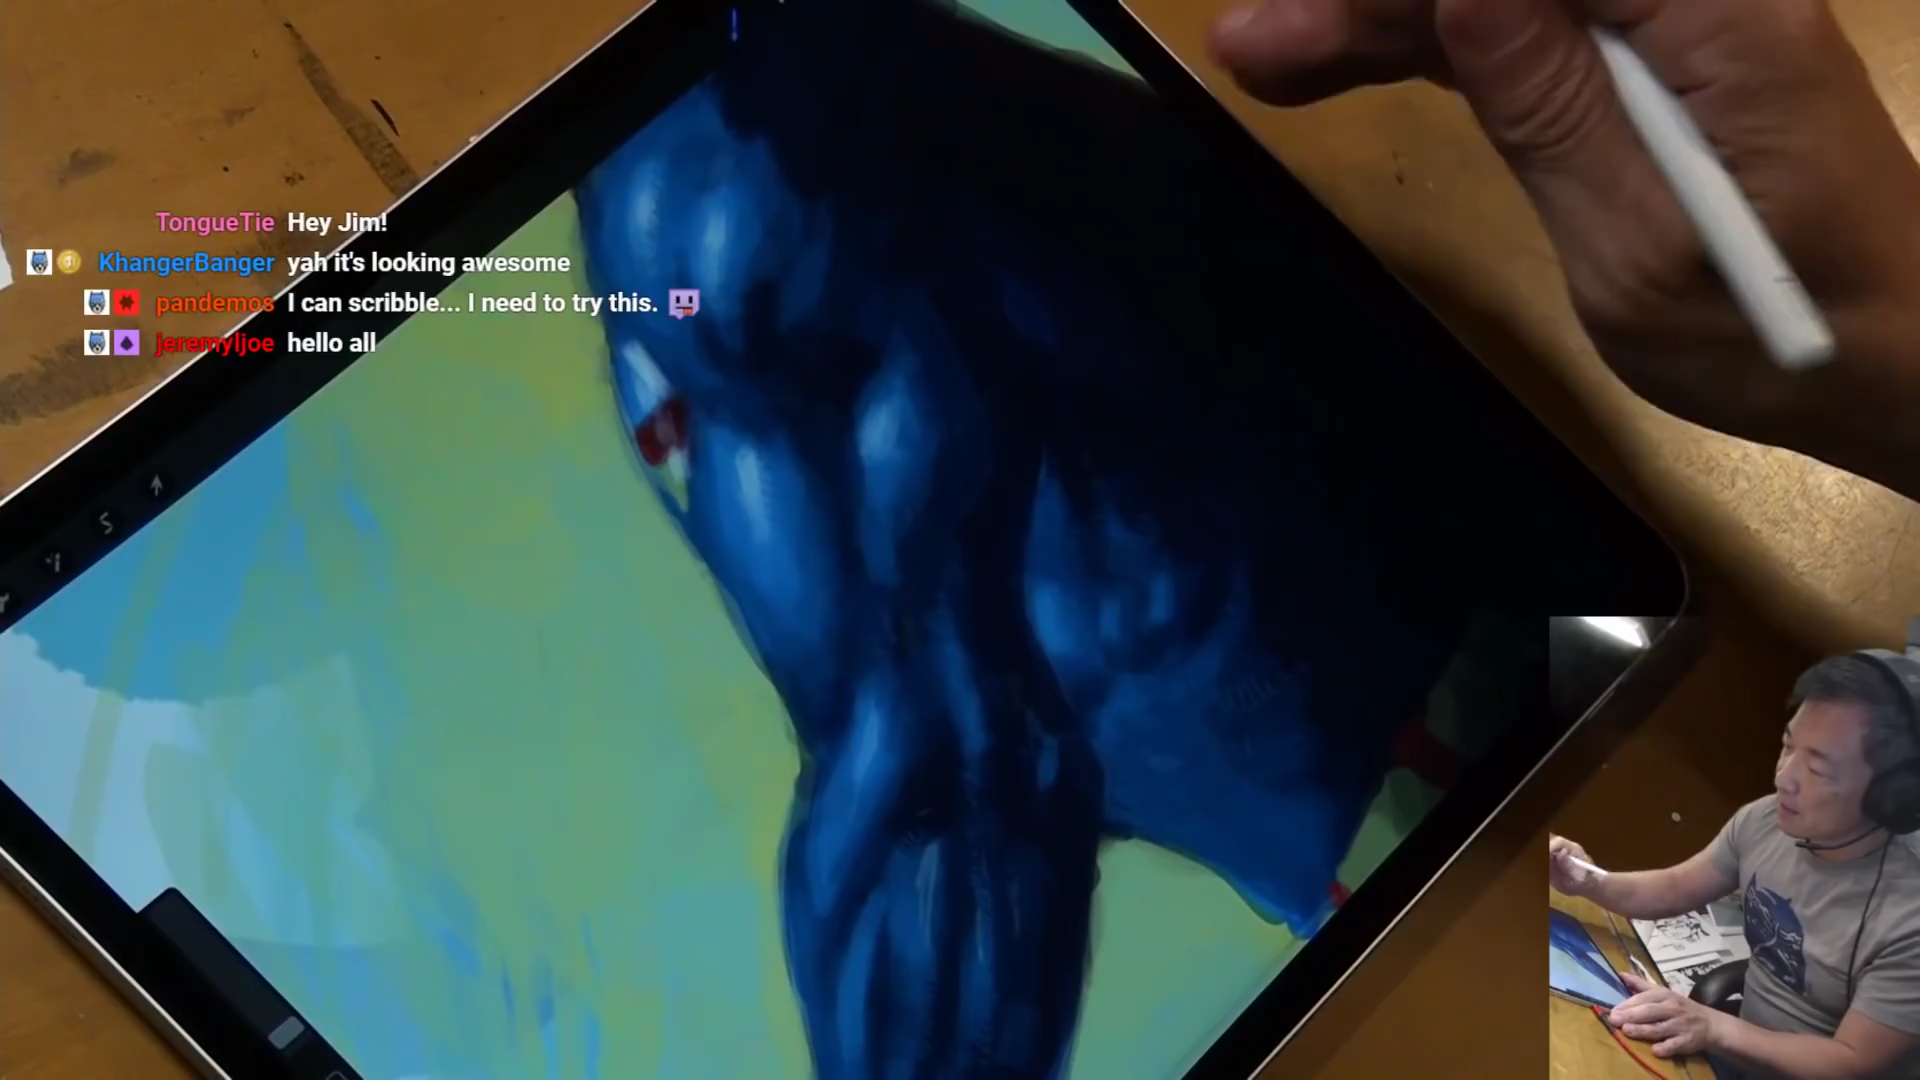 TongueTie Hey Jim!
KhangerBanger yah it's looking awesome
pandemos I can scribble... I need to try this.
jeremyljoe hello all